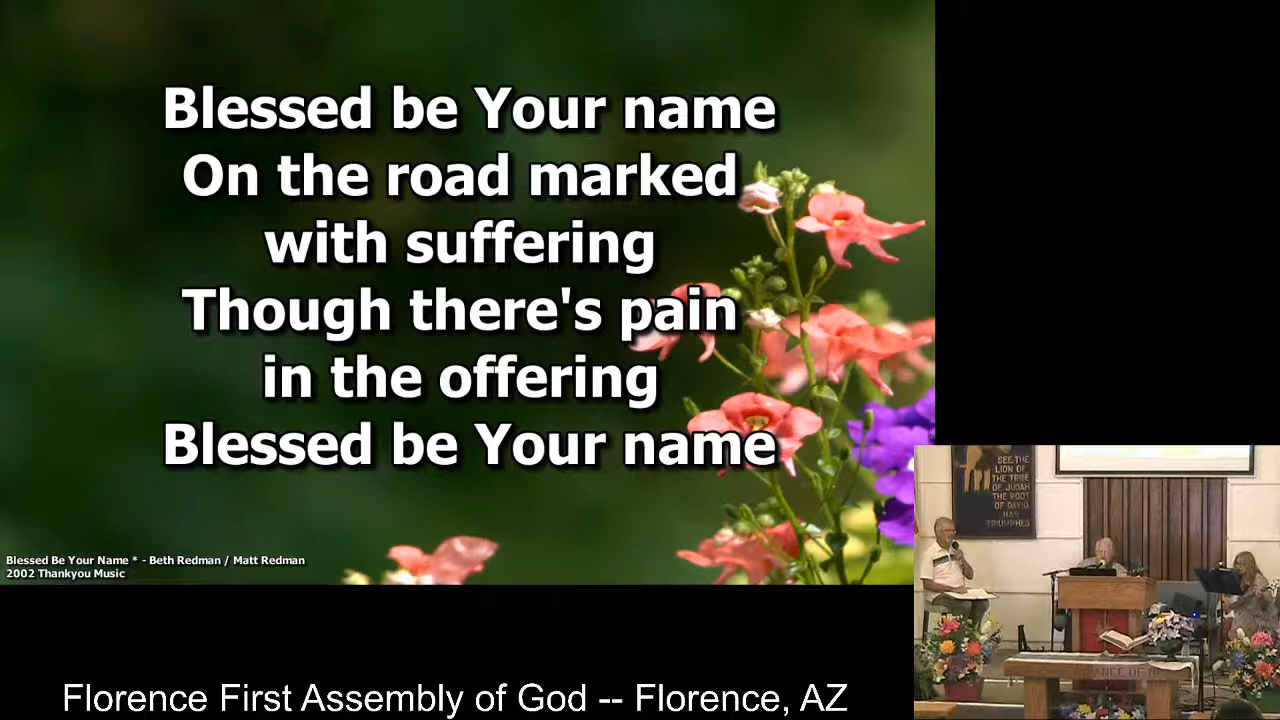 Blessed be Your name
On the road marked
with suffering
Though there's pain
in the offering
Blessed be Your name
Blessed Be Your Name * - Beth Redman / Matt Redman
2002 Thankyou Music
SEE, THE
LION OF
THE TRIBE
OF JUDAH
THE ROOT
OF DAVID,
HAS
TRIUMPHED
Florence First Assembly of God -- Florence, AZ